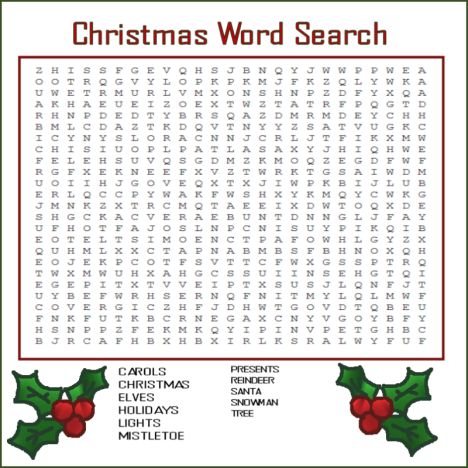 Christmas Word Search
Z H I S S F G E V Q H S J B N Q Y J W W P P W E A
O O T R Q G V Y L O P K P K M J F K Z Q L Y W K A
U W E T R M U R L V M X O N S H N P Z D F Y X Q A
A K H A E U E I Z O E X T W Z T A T R F P Q G T D
R H N P D E D T Y B R S Q A Z D M R M D E Y C H H
B M L C D A Z T K D Q V T N Y Y Z S A T V U G K C
I C Y N Y S L O R A C N N J C R L J T F I K X M W
C H I S I U O P L P A T L A S A X Y J H I Q H W E
F E L E H S U V Q S G D M Z K M O Q Z E G D F W F
R G F X E K N E E F X V Z T W R K T G S A I W D M
U O I I H J G O V E Q X T X J I W P K B I J L U B
E R L Q C C P Y W A K F W S H X Y K M Q Y C W K G
J M N K Z X T R C M Q T A E E I X D W T O Q X D E
S H G C K A C V E R A E B U N T D N G L J F A Y
U F H O T F A J O S L N P C N I S U Y P I K Q I B
E O T E L T S I M O E N C T P A F O W H L G Y Z X
Q U H M L X X C T A P N A B M B S F B H N O X Q H
E O J E K P C O T F S V T C F W X G S S P T R Q
T W X M W U H X A H G C S S U I I N S E H G T Q I
E G E P I T X T V V E I P T X S U S J L Q N F J T
U Y B E F W R H S E R N Q F N I T M Y L Q L M W F
C O V E R G I C Z H F J D H W T G O V D T Q B E U
F N K F U T K B C R N E G A X C N Y V G O Y B F Y
H S N P P Z F E K M K Q Y I P I N V P E T G H B C
B J R C A F H B X H B X I R L K S R A L W Y F U F
CAROLS
CHRISTMAS
ELVES
HOLIDAYS
LIGHTS
MISTLETOE
PRESENTS
REINDEER
SANTA
SNOWMAN
TREE